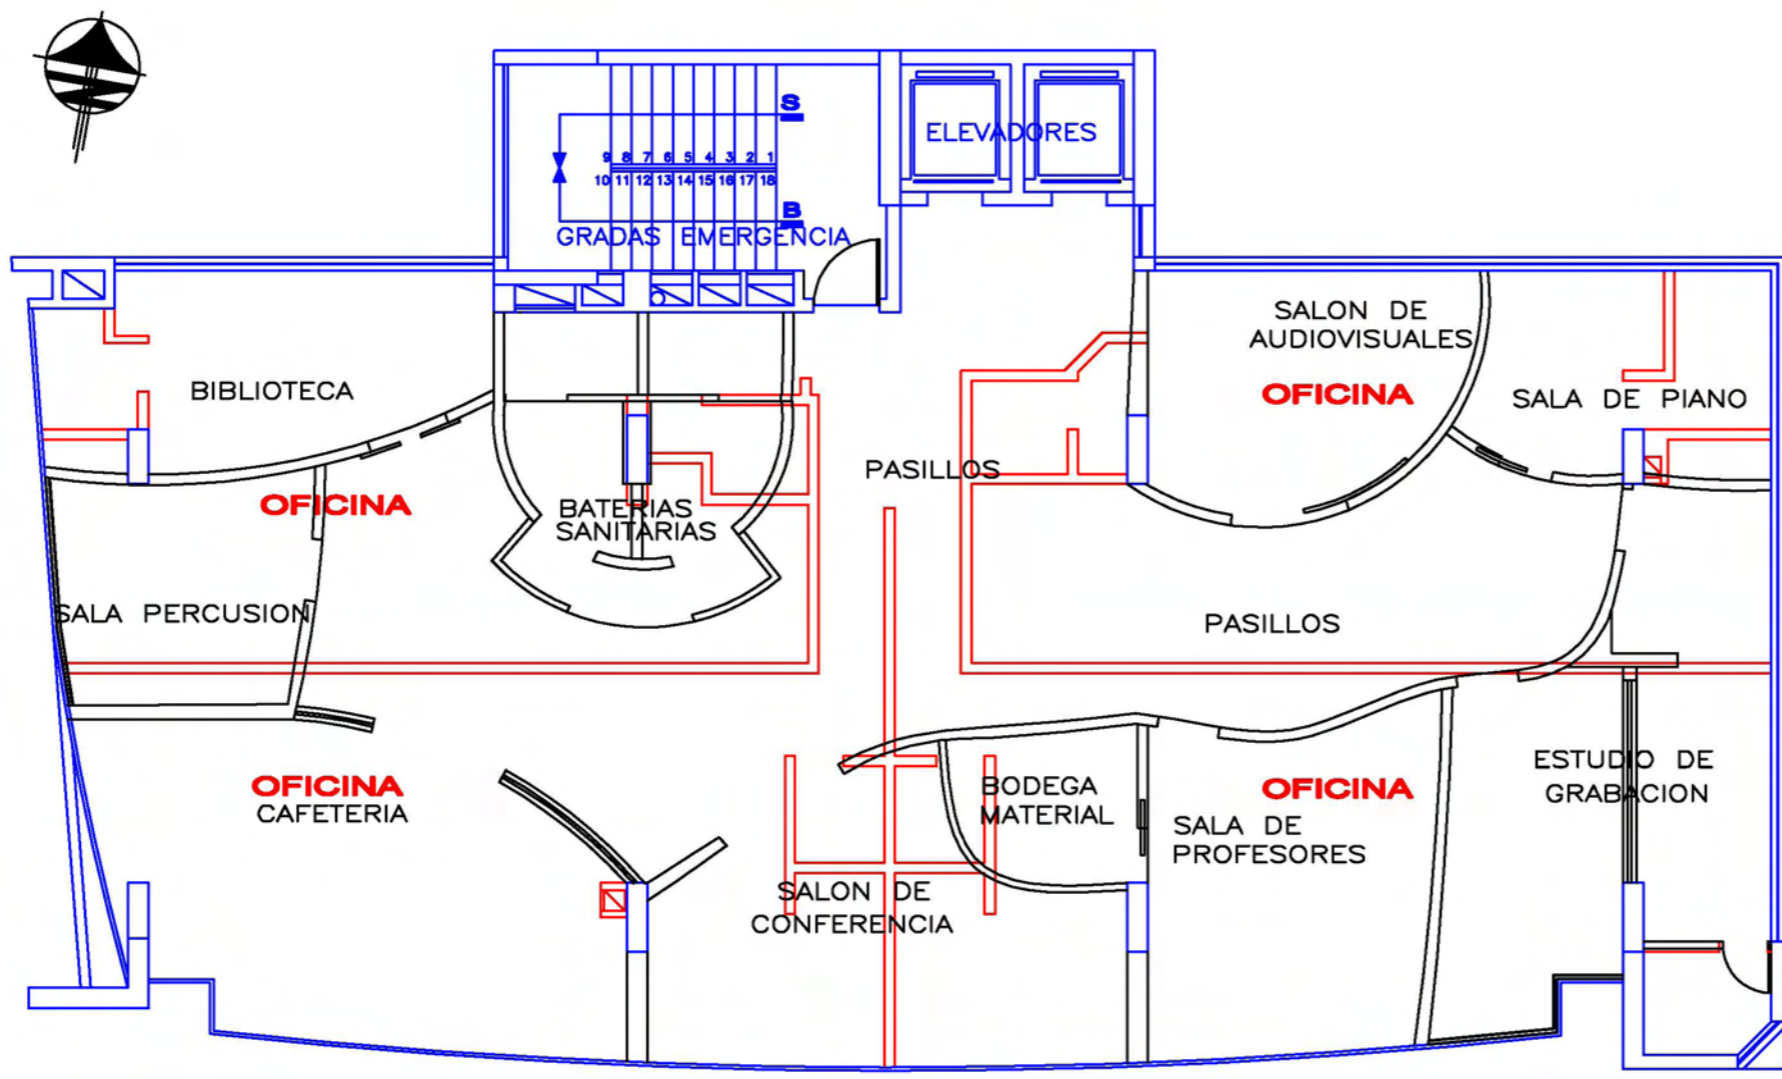 S
ELEVADORES
9 8 7 6 5 4 3 2 1
10 11 12 13 14 15 16 17 18
B
GRADAS EMERGENCIA
SALON DE
AUDIOVISUALES
OFICINA
BIBLIOTECA
SALA DE PIANO
PASILLOS
OFICINA
BATERIAS
SANITARIAS
SALA PERCUSION
PASILLOS
OFICINA
CAFETERIA
BODEGA
MATERIAL
OFICINA
SALA DE
PROFESORES
ESTUDIO DE
GRABACION
SALON DE
CONFERENCIA